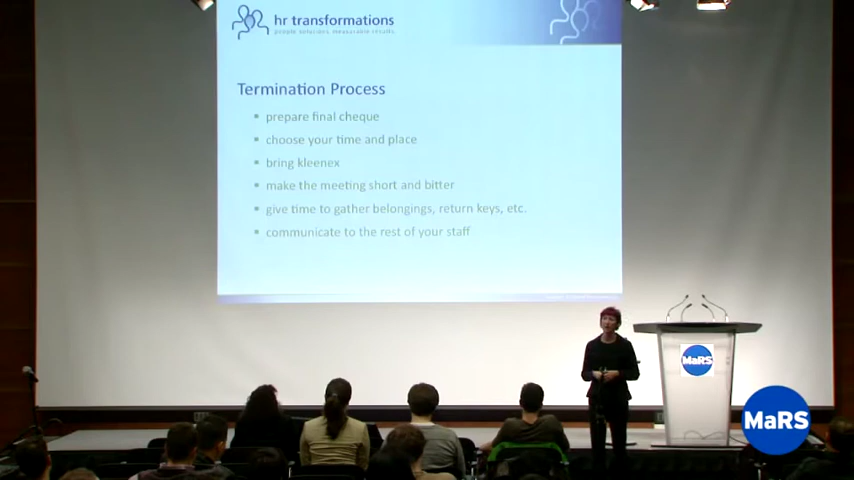 hr transformations
people solutions. measurable results.
Termination Process
▪ prepare final cheque
▪ choose your time and place
▪ bring kleenex
▪ make the meeting short and bitter
▪ give time to gather belongings, return keys, etc.
▪ communicate to the rest of your staff
MaRS
MaRS